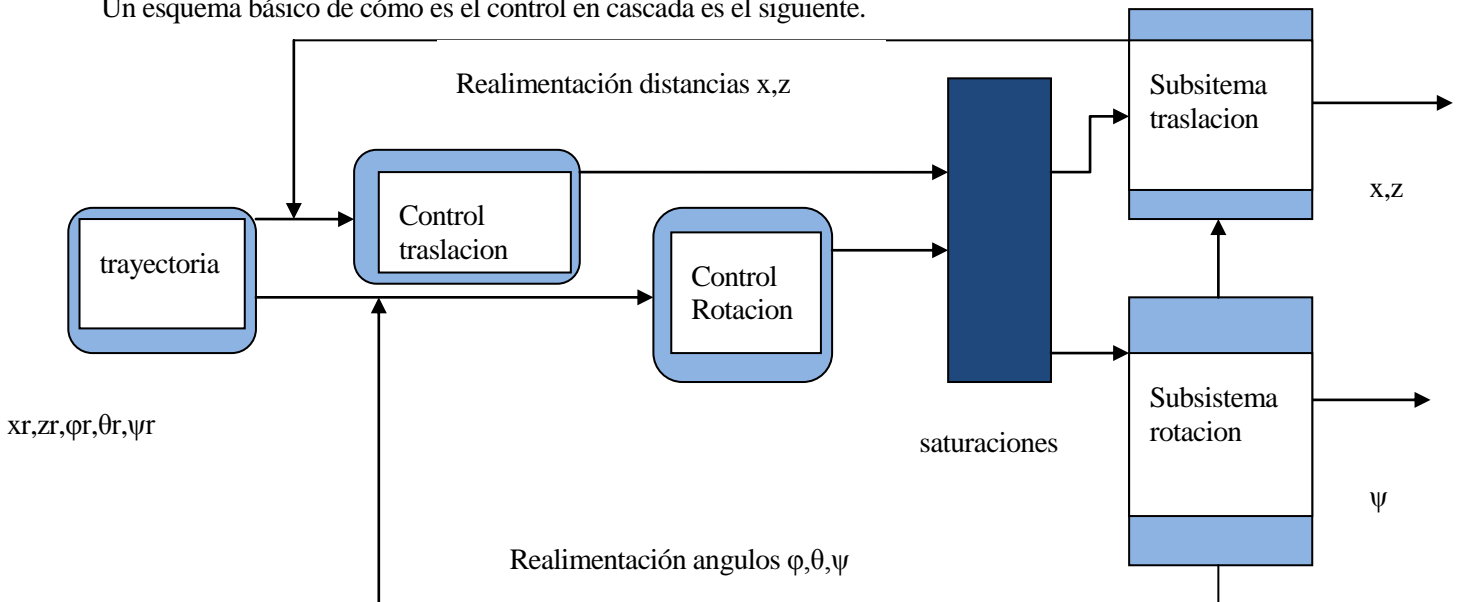 Un esquema básico de cómo es el control en cascada es el siguiente.
Realimentación distancias x,z
Subsitema
traslacion
x,z
Control
traslacion
trayectoria
Control
Rotacion
Subsistema
rotacion
xr,zr,φr,θr,ψr
saturaciones
ψ
Realimentación angulos φ,θ,ψ